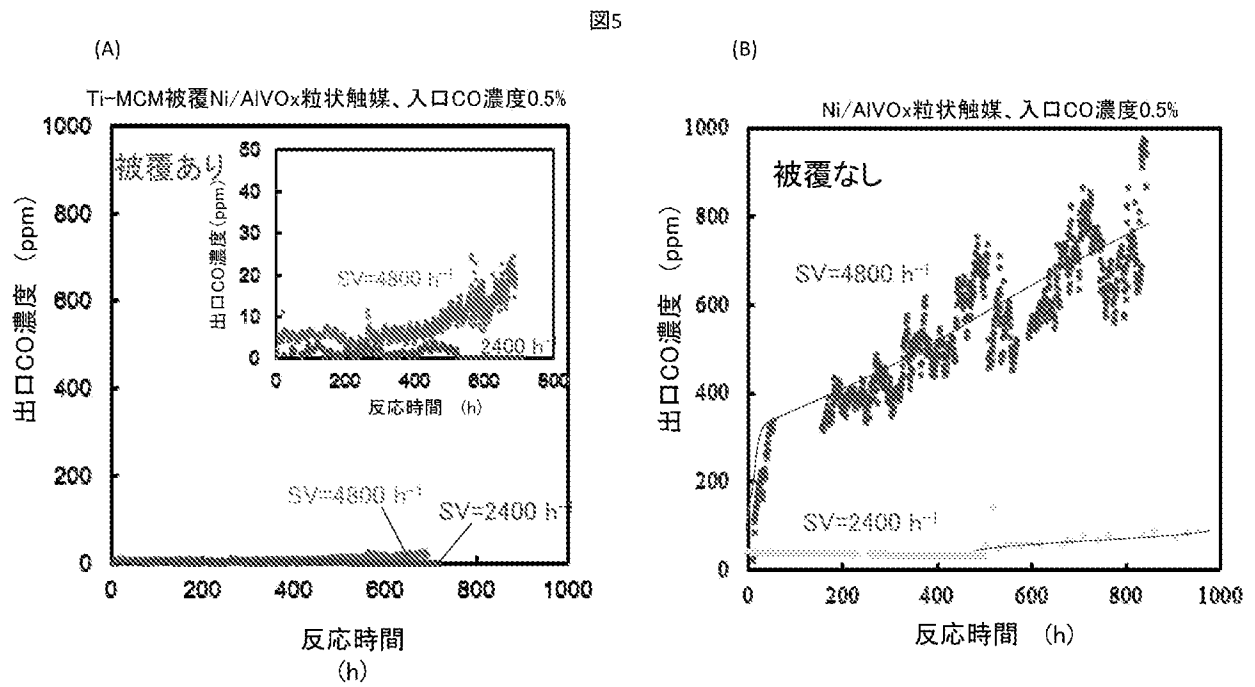 図5
(A)
Ti-MCM被覆Ni/AlVOx粒状触媒、入口CO濃度0.5%
被覆あり
出口CO濃度 (ppm)
1000
800
600
400
200
0
0 200 400 600 800 1000
反応時間
(h)
SV=4800 h⁻¹
SV=2400 h⁻¹
出口CO濃度(ppm)
50
40
30
20
10
0
0 200 400 600 800
反応時間 (h)
SV=4800 h⁻¹
2400 h⁻¹
(B)
Ni/AlVOx粒状触媒、入口CO濃度0.5%
被覆なし
出口CO濃度 (ppm)
1000
800
600
400
200
0
0 200 400 600 800 1000
反応時間 (h)
SV=4800 h⁻¹
SV=2400 h⁻¹